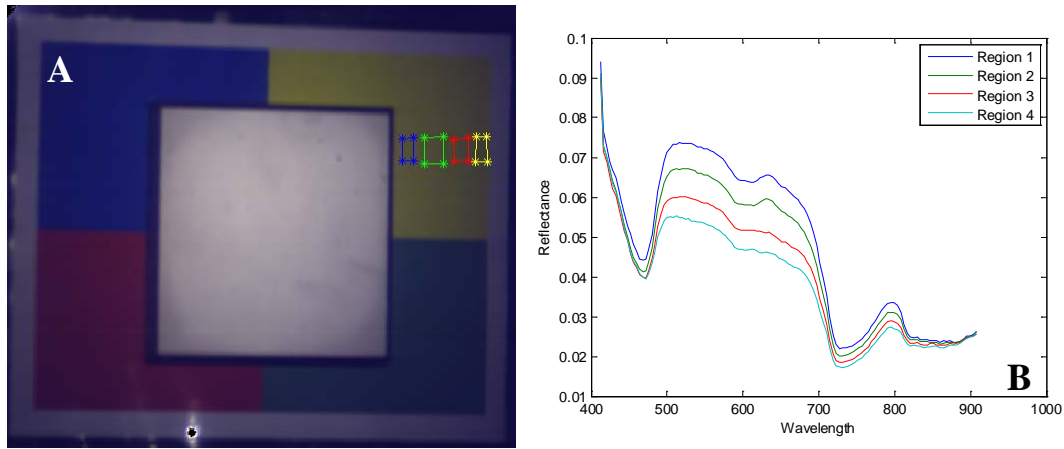 A
0.1
0.09
0.08
0.07
0.06
0.05
0.04
0.03
0.02
0.01
Reflectance
400 500 600 700 800 900 1000
Wavelength
Region 1
Region 2
Region 3
Region 4
B